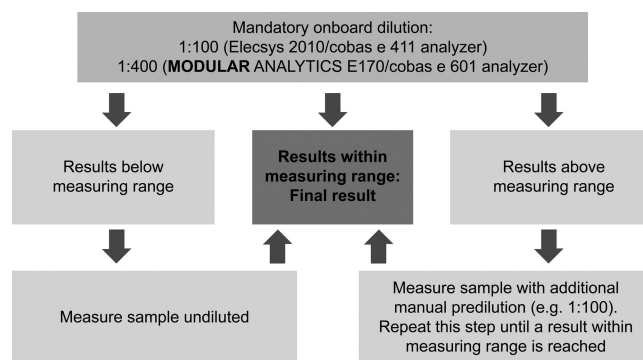 Mandatory onboard dilution:
1:100 (Elecsys 2010/cobas e 411 analyzer)
1:400 (MODULAR ANALYTICS E170/cobas e 601 analyzer)
Results below
measuring range
Results within
measuring range:
Final result
Results above
measuring range
Measure sample undiluted
Measure sample with additional
manual predilution (e.g. 1:100).
Repeat this step until a result within
measuring range is reached